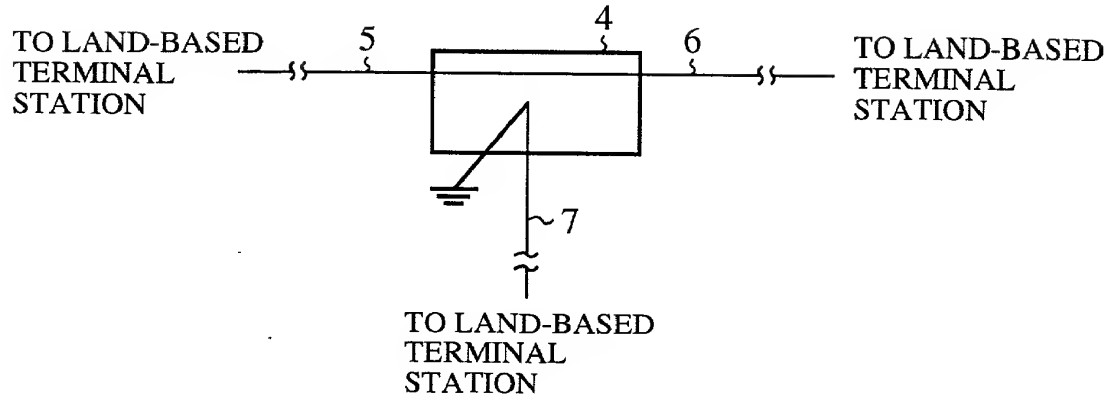 TO LAND-BASED
TERMINAL
STATION
5
4
6
TO LAND-BASED
TERMINAL
STATION
7
TO LAND-BASED
TERMINAL
STATION